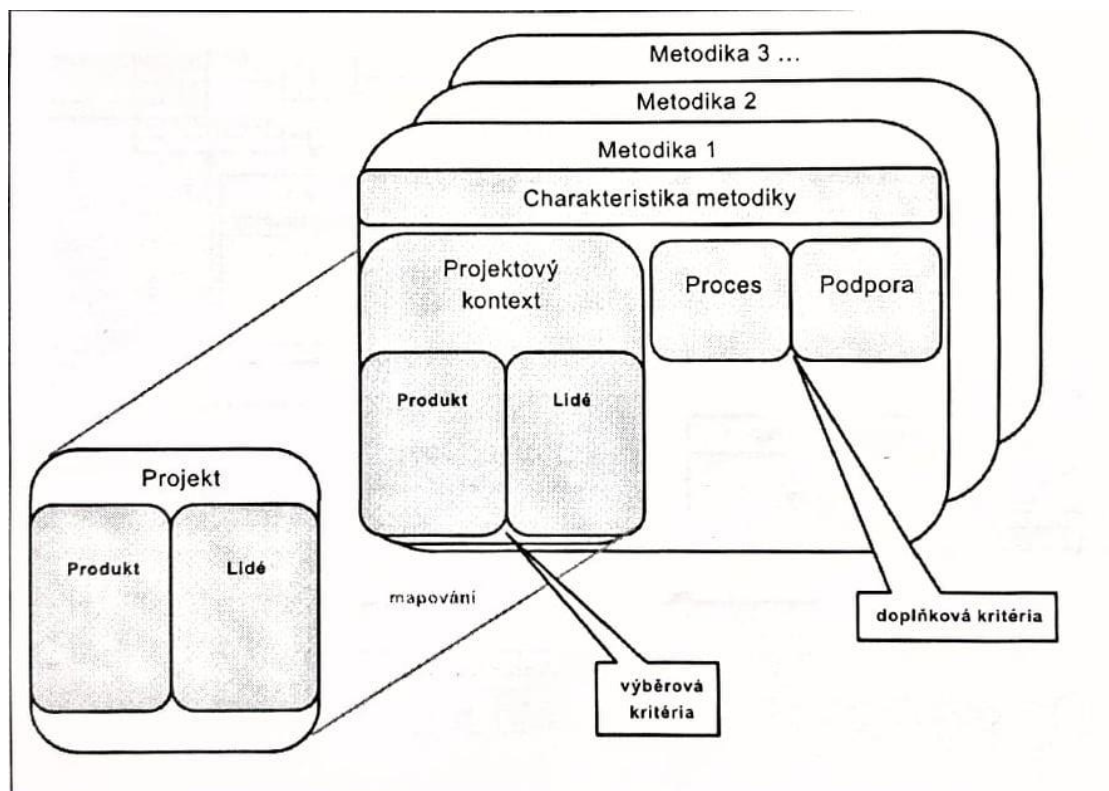 Metodika 3 ...
Metodika 2
Metodika 1
Charakteristika metodiky
Projektový
kontext
Proces
Podpora
Produkt
Lidé
Projekt
Produkt
Lidé
mapování
doplňková kritéria
výběrová
kritéria